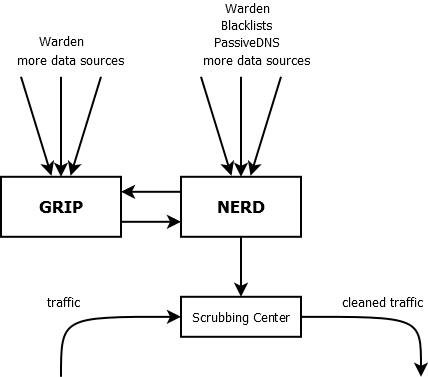 Warden
more data sources
Warden
Blacklists
PassiveDNS
more data sources
GRIP
NERD
traffic
Scrubbing Center
cleaned traffic